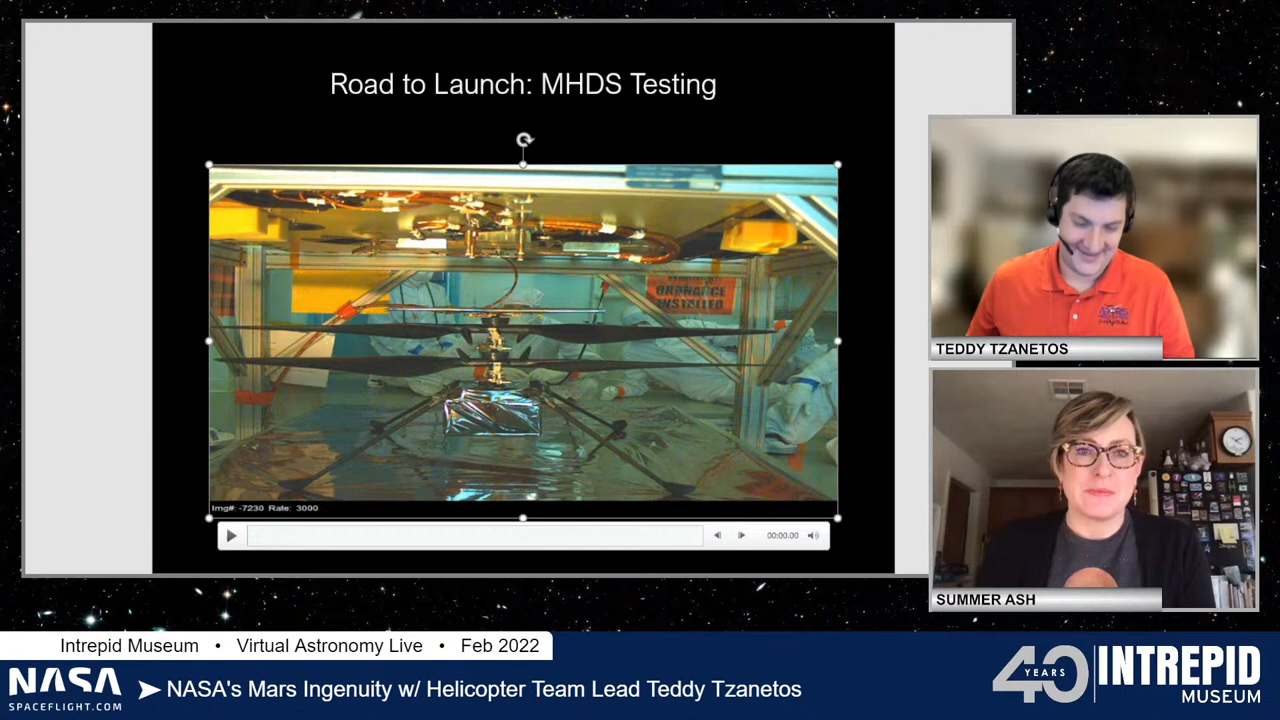 Road to Launch: MHDS Testing
ORDNANCE
INSTALLED
Img#: -7230 Rate: 3000
00:00.00
TEDDY TZANETOS
SUMMER ASH
Intrepid Museum • Virtual Astronomy Live • Feb 2022
NASA
SPACEFLIGHT.COM
NASA's Mars Ingenuity w/ Helicopter Team Lead Teddy Tzanetos
40
YEARS
INTREPID
MUSEUM